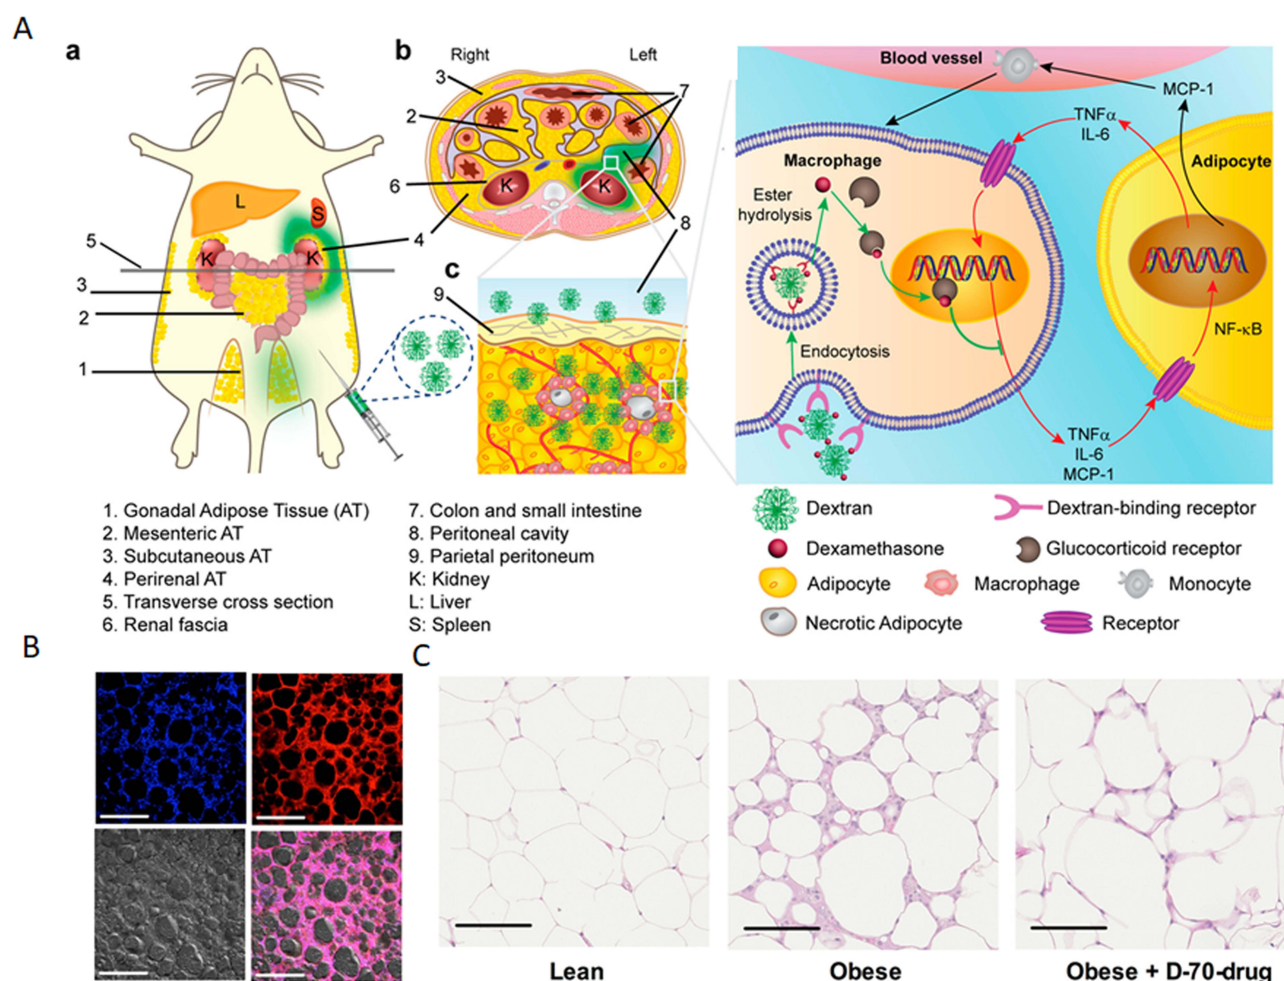 A
a
b
Right
Left
3
2
6
4
7
8
K
K
L
S
K
K
5
3
2
1
c
9
Blood vessel
MCP-1
TNFα
IL-6
Macrophage
Adipocyte
Ester
hydrolysis
Endocytosis
NF-κB
TNFα
IL-6
MCP-1
1. Gonadal Adipose Tissue (AT)
2. Mesenteric AT
3. Subcutaneous AT
4. Perirenal AT
5. Transverse cross section
6. Renal fascia
7. Colon and small intestine
8. Peritoneal cavity
9. Parietal peritoneum
K: Kidney
L: Liver
S: Spleen
Dextran
Dextran-binding receptor
Dexamethasone
Glucocorticoid receptor
Adipocyte
Macrophage
Monocyte
Necrotic Adipocyte
Receptor
B
C
Lean
Obese
Obese + D-70-drug